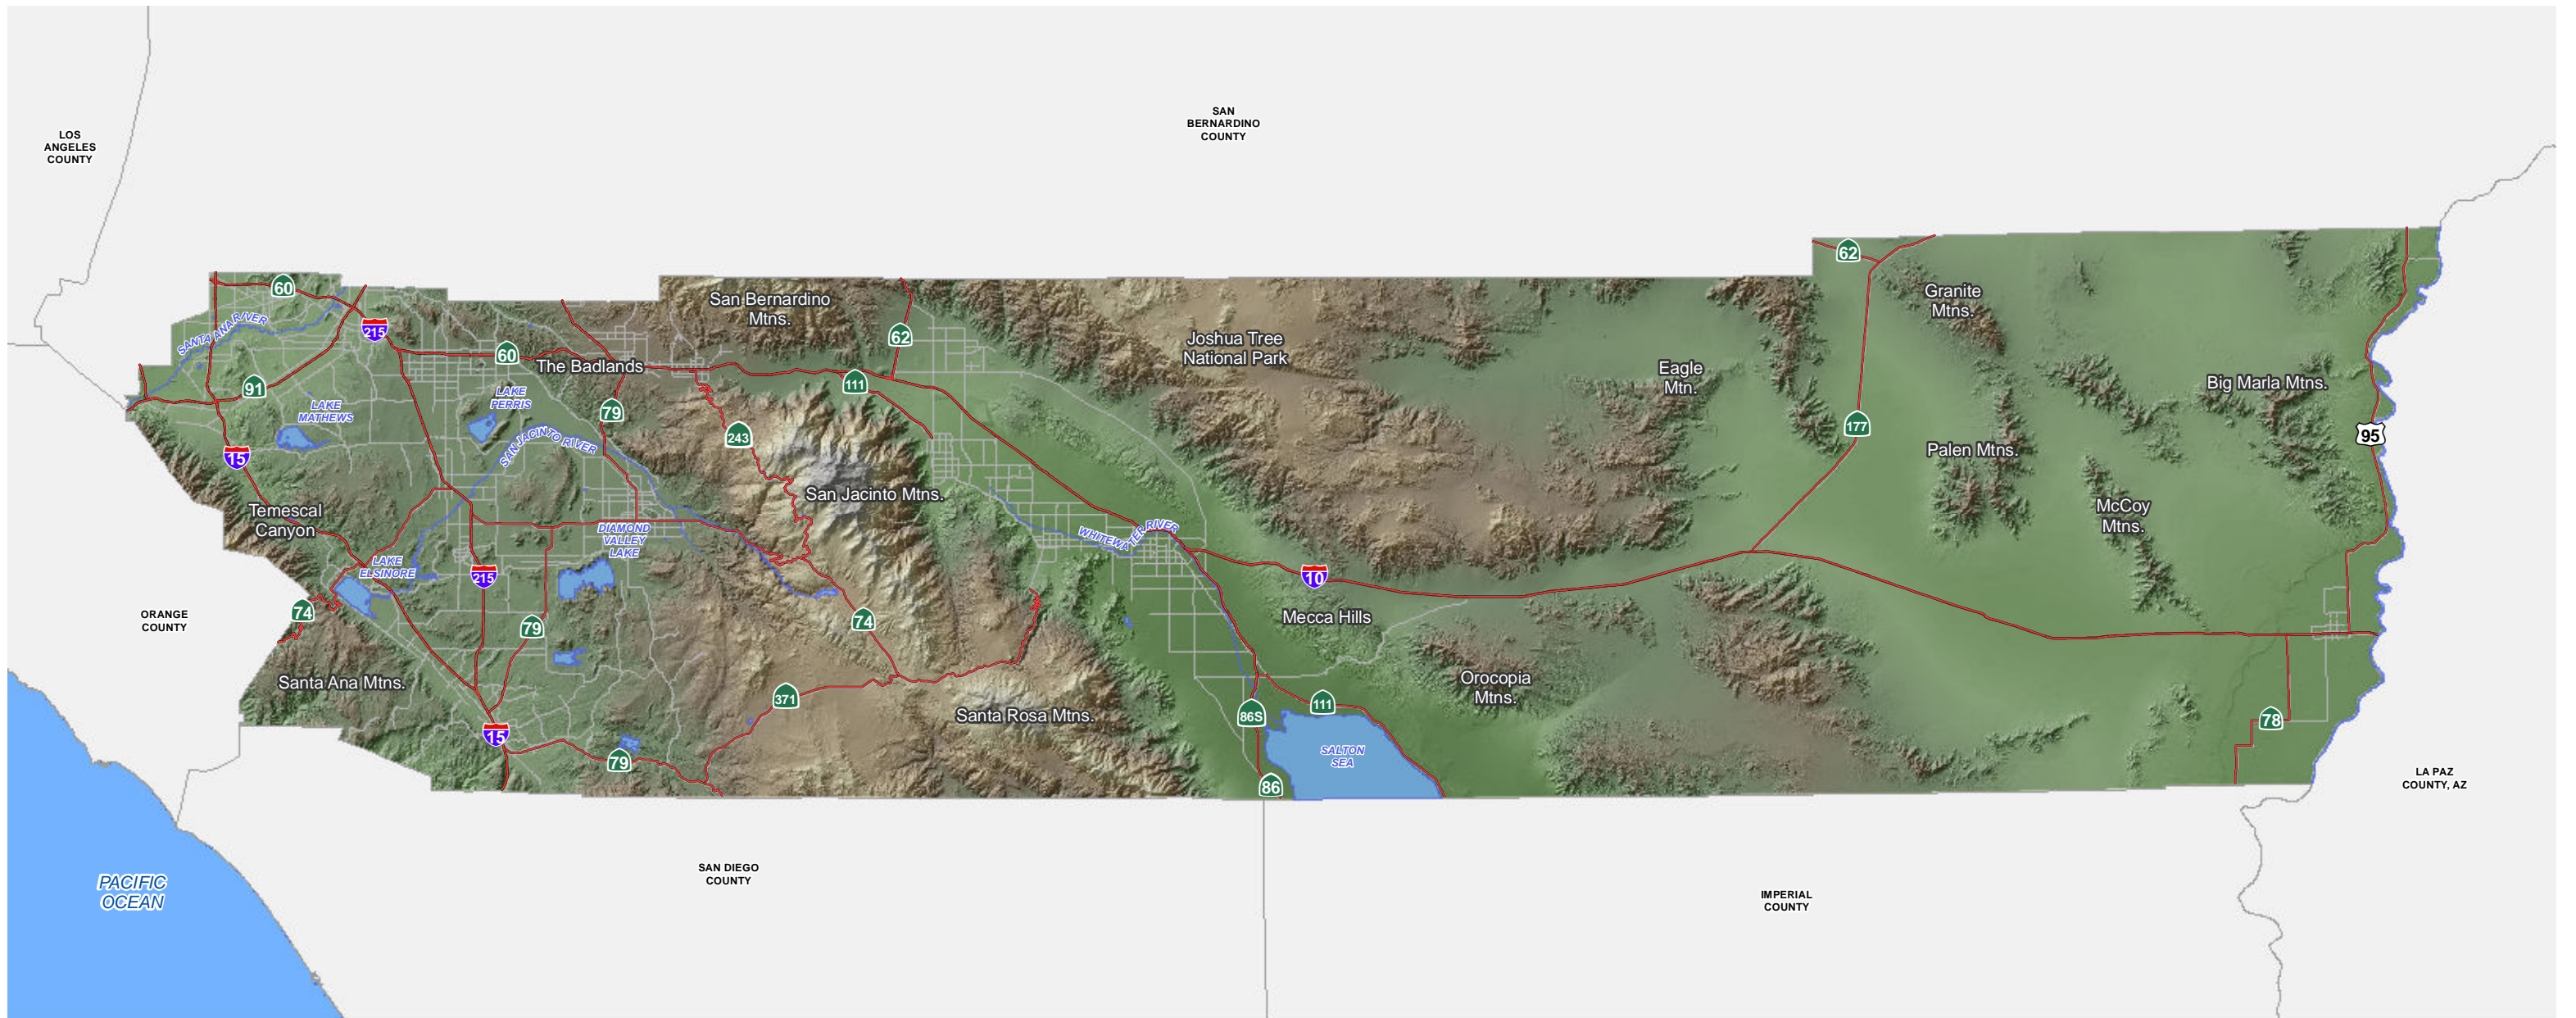 LOS
ANGELES
COUNTY
SAN
BERNARDINO
COUNTY
62
60
Granite
Mtns.
San Bernardino
Mtns.
SANTA ANA RIVER
215
62
Joshua Tree
National Park
60
The Badlands
Eagle
Mtn.
91
111
Big Marla Mtns.
LAKE
PERRIS
LAKE
MATHEWS
79
177
243
95
SAN JACINTO RIVER
15
Palen Mtns.
San Jacinto Mtns.
Temescal
Canyon
McCoy
Mtns.
DIAMOND
VALLEY
LAKE
WHITEWATER RIVER
LAKE
ELSINORE
215
10
74
ORANGE
COUNTY
79
74
Mecca Hills
Santa Ana Mtns.
Orocopia
Mtns.
371
111
Santa Rosa Mtns.
86S
78
15
79
SALTON
SEA
86
LA PAZ
COUNTY, AZ
SAN DIEGO
COUNTY
PACIFIC
OCEAN
IMPERIAL
COUNTY